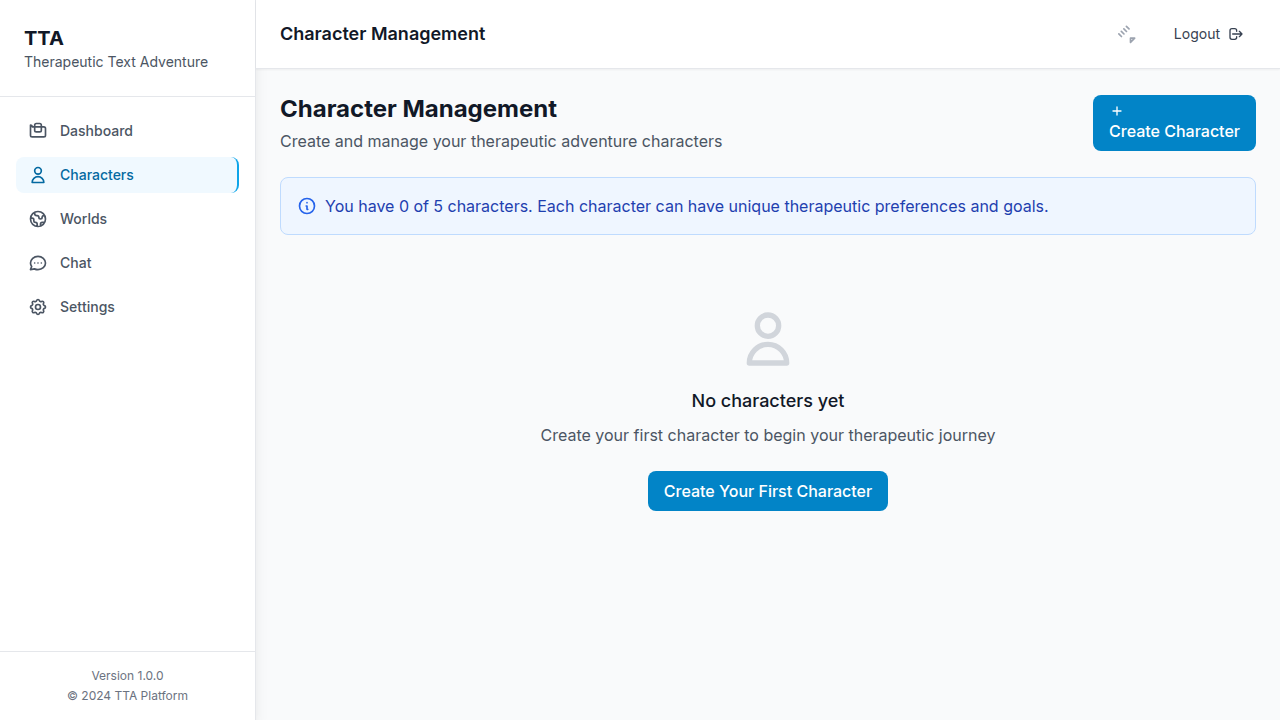 TTA
Therapeutic Text Adventure
Dashboard
Characters
Worlds
Chat
Settings
Version 1.0.0
© 2024 TTA Platform
Character Management
Logout
Character Management
Create and manage your therapeutic adventure characters
Create Character
You have 0 of 5 characters. Each character can have unique therapeutic preferences and goals.
No characters yet
Create your first character to begin your therapeutic journey
Create Your First Character